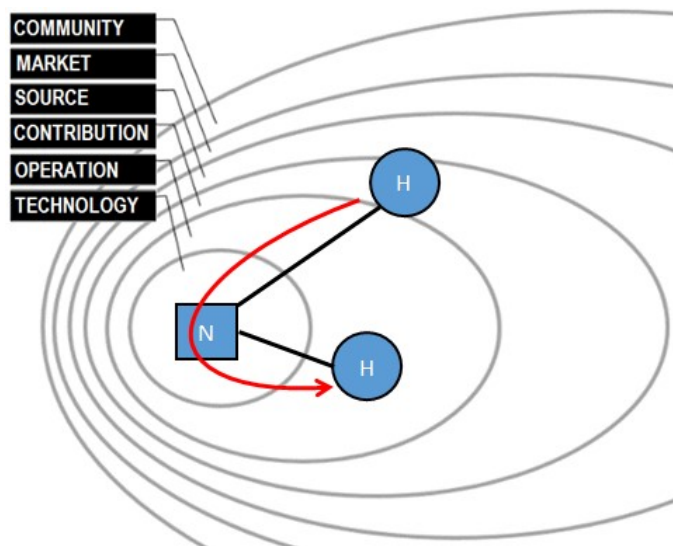 COMMUNITY
MARKET
SOURCE
CONTRIBUTION
OPERATION
TECHNOLOGY
H
N
H